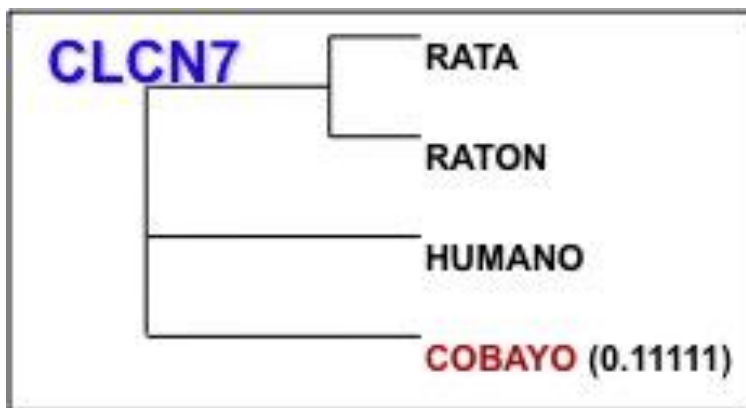 CLCN7
RATA
RATON
HUMANO
COBAYO (0.11111)